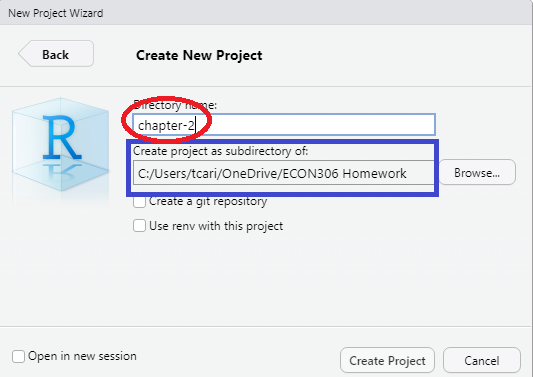 New Project Wizard
Back
Create New Project
Directory name:
chapter-2
Create project as subdirectory of:
C:/Users/tcari/OneDrive/ECON306 Homework
Browse...
Create a git repository
Use renv with this project
R
Open in new session
Create Project
Cancel